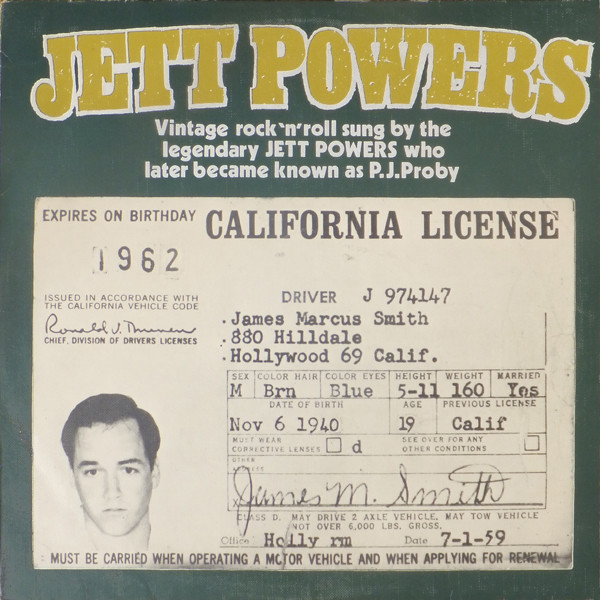 JETT POWERS
Vintage rock'n'roll sung by the
legendary JETT POWERS who
later became known as P.J.Proby
EXPIRES ON BIRTHDAY CALIFORNIA LICENSE
1962
ISSUED IN ACCORDANCE WITH
THE CALIFORNIA VEHICLE CODE
DRIVER J 974147
James Marcus Smith
880 Hilldale
Hollywood 69 Calif.
CHIEF, DIVISION OF DRIVERS LICENSES
SEX COLOR HAIR COLOR EYES HEIGHT WEIGHT MARRIED
M Brn Blue 5-11 160 Yes
DATE OF BIRTH AGE PREVIOUS LICENSE
Nov 6 1940 19 Calif
MUST WEAR
CORRECTIVE LENSES d
SEE OVER FOR ANY
OTHER CONDITIONS
OTHER
ADDRESS
X James M. Smith
CLASS D. MAY DRIVE 2 AXLE VEHICLE. MAY TOW VEHICLE
NOT OVER 6,000 LBS. GROSS.
Office Holly rm Date 7-1-59
MUST BE CARRIED WHEN OPERATING A MOTOR VEHICLE AND WHEN APPLYING FOR RENEWAL